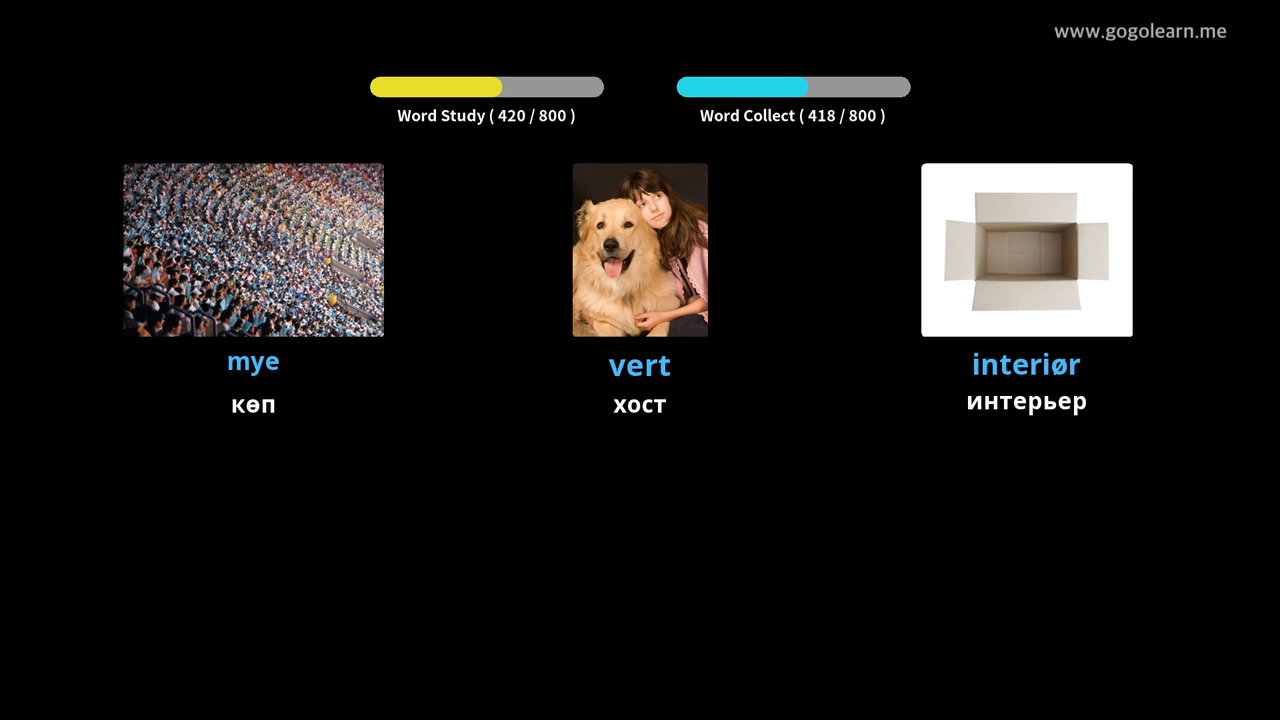 www.gogolearn.me
Word Study ( 420 / 800 )
Word Collect ( 418 / 800 )
mye
vert
interiør
көп
хост
интерьер